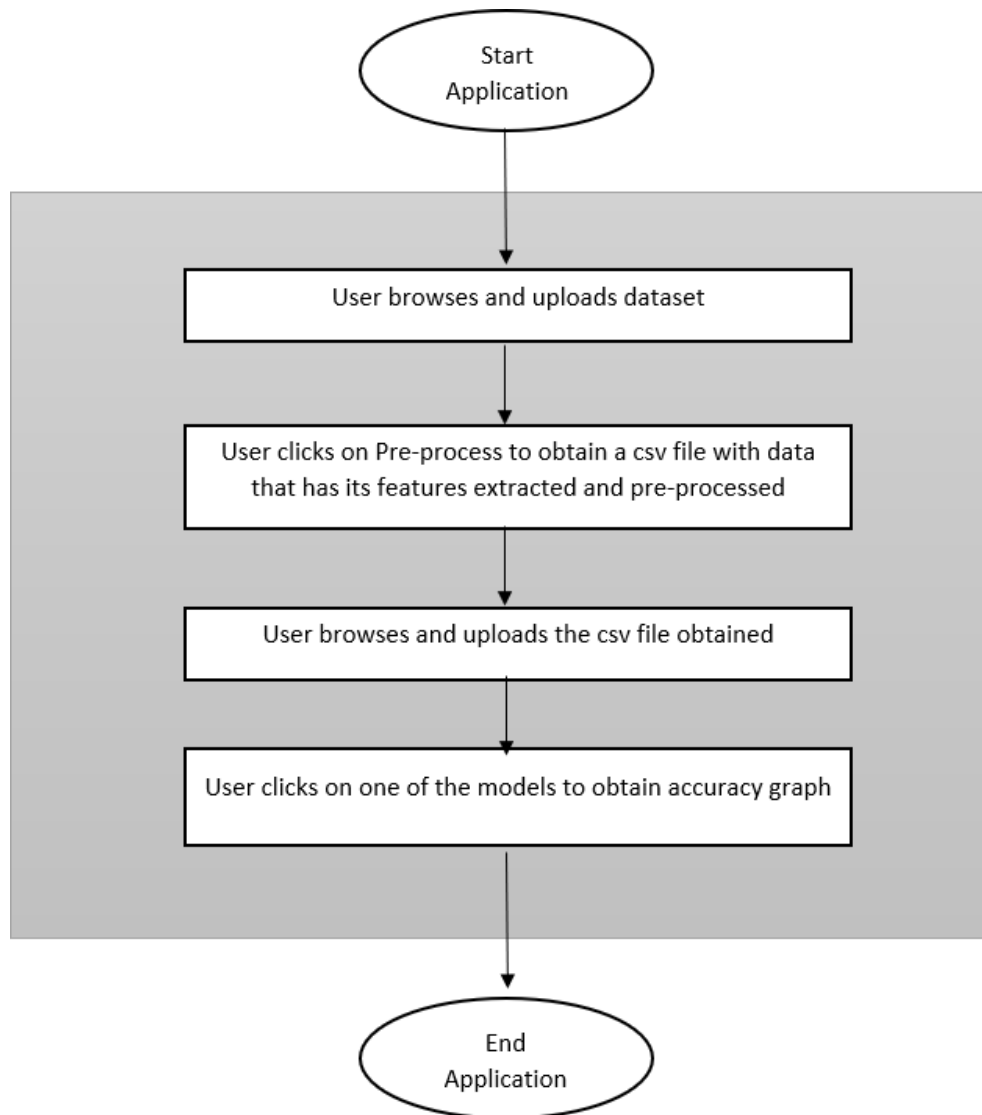 Start
Application
User browses and uploads dataset
User clicks on Pre-process to obtain a csv file with data
that has its features extracted and pre-processed
User browses and uploads the csv file obtained
User clicks on one of the models to obtain accuracy graph
End
Application